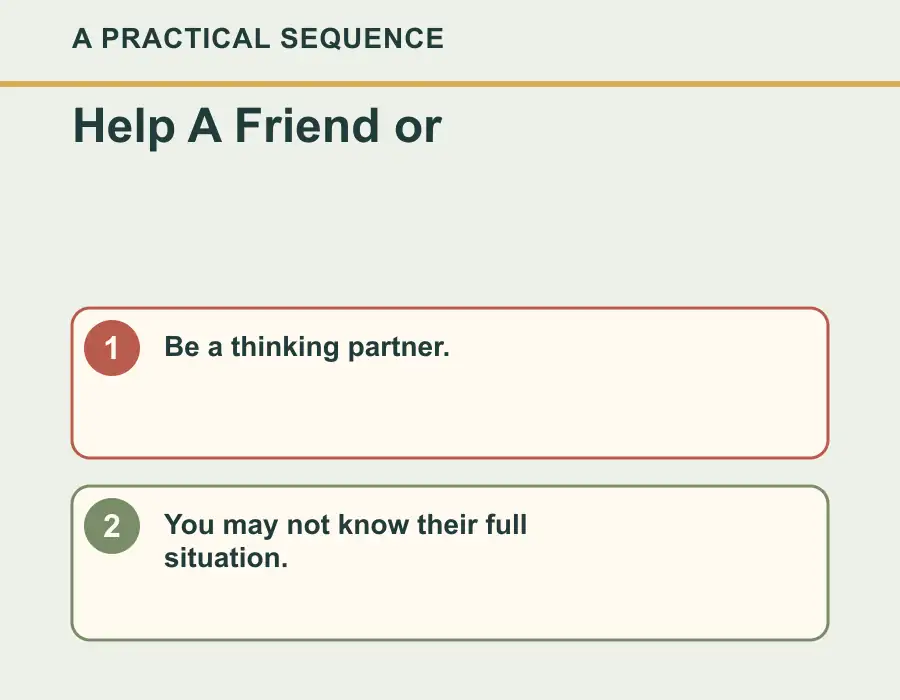 A PRACTICAL SEQUENCE
Help A Friend or
1
Be a thinking partner.
2
You may not know their full
situation.